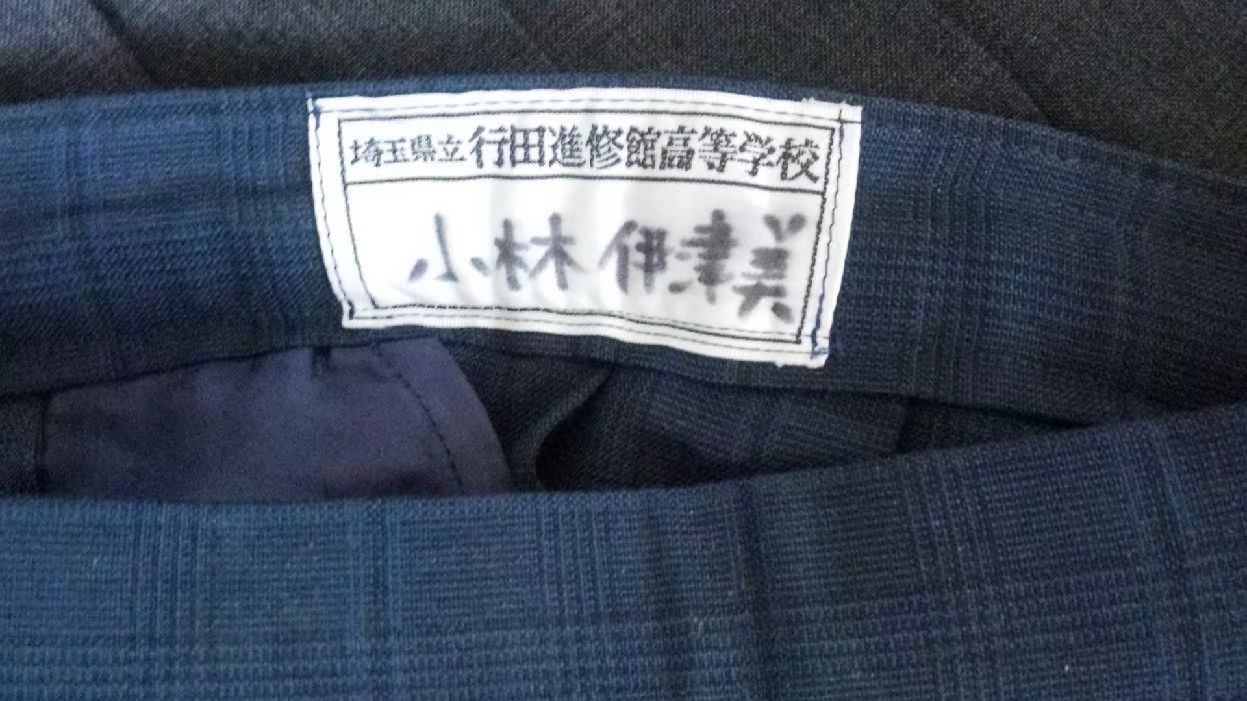 埼玉県立行田進修館高等学校
小林 伊津美